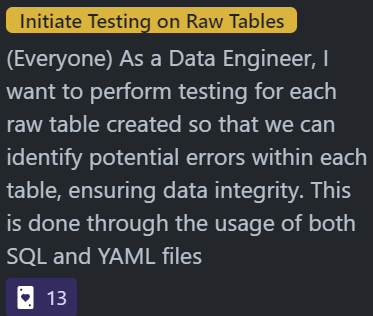 Initiate Testing on Raw Tables
(Everyone) As a Data Engineer, I
want to perform testing for each
raw table created so that we can
identify potential errors within each
table, ensuring data integrity. This
is done through the usage of both
SQL and YAML files
13